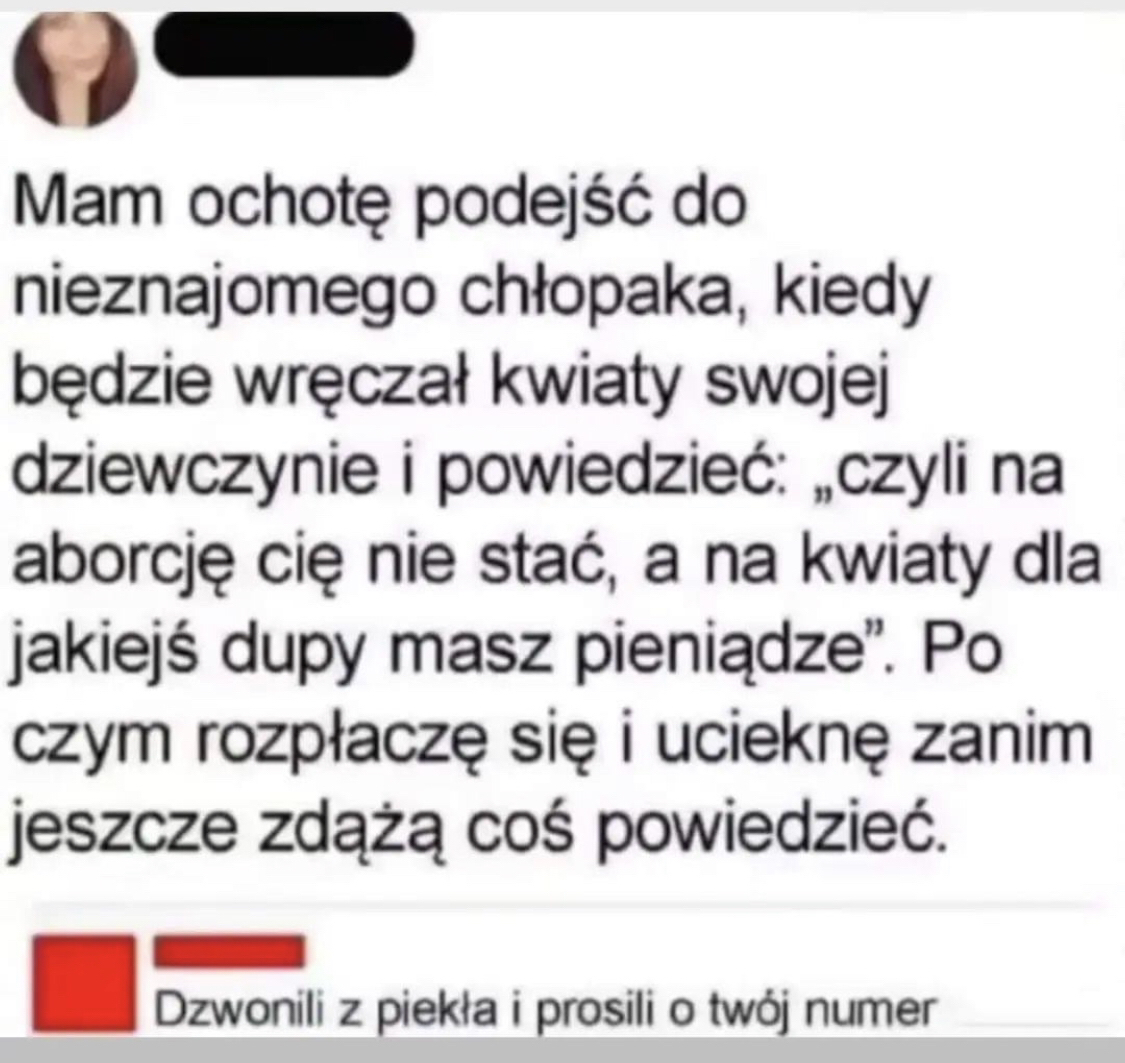 Mam ochotę podejść do
nieznajomego chłopaka, kiedy
będzie wręczał kwiaty swojej
dziewczynie i powiedzieć: „czyli na
aborcję cię nie stać, a na kwiaty dla
jakiejś dupy masz pieniądze”. Po
czym rozpłaczę się i ucieknę zanim
jeszcze zdążą coś powiedzieć.
Dzwonili z piekła i prosili o twój numer